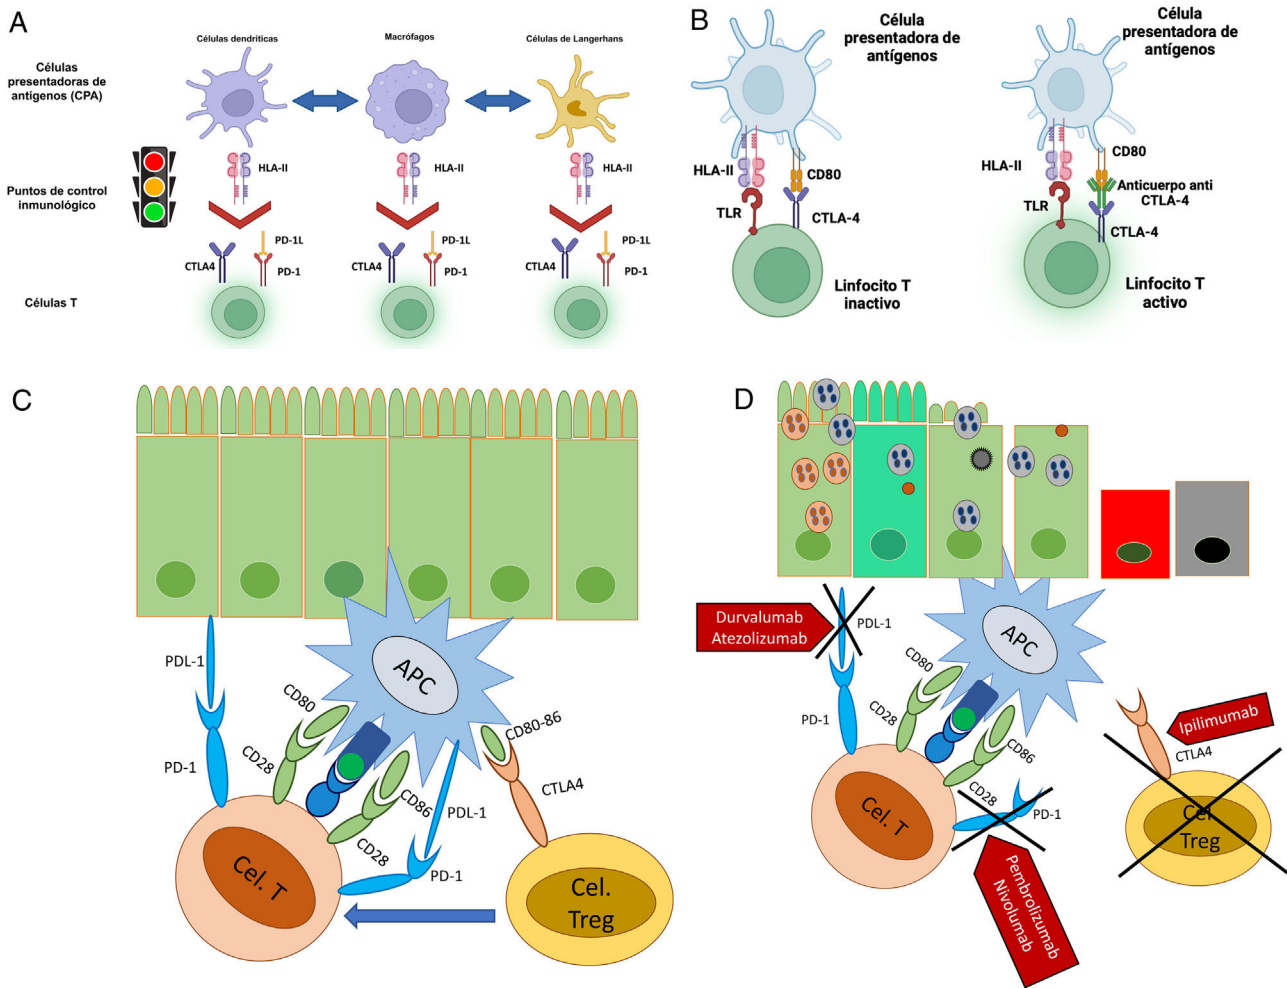 A
Células dendríticas
Macrófagos
Células de Langerhans
Células
presentadoras de
antígenos (CPA)
HLA-II
HLA-II
HLA-II
Puntos de control
inmunológico
PD-1L
PD-1L
PD-1L
CTLA4
PD-1
CTLA4
PD-1
CTLA4
PD-1
Células T
B
Célula
presentadora de
antígenos
Célula
presentadora de
antígenos
HLA-II
CD80
TLR
CTLA-4
Linfocito T
inactivo
HLA-II
CD80
Anticuerpo anti
CTLA-4
TLR
CTLA-4
Linfocito T
activo
C
APC
PDL-1
CD80
CD80-86
PD-1
CD28
CD86
PDL-1
CTLA4
CD28
PD-1
Cel. T
Cel.
Treg
D
Durvalumab
Atezolizumab
PDL-1
APC
CD80
PD-1
CD28
CD86
Ipilimumab
CTLA4
CD28
PD-1
Cel. T
Cel.
Treg
Pembrolizumab
Nivolumab